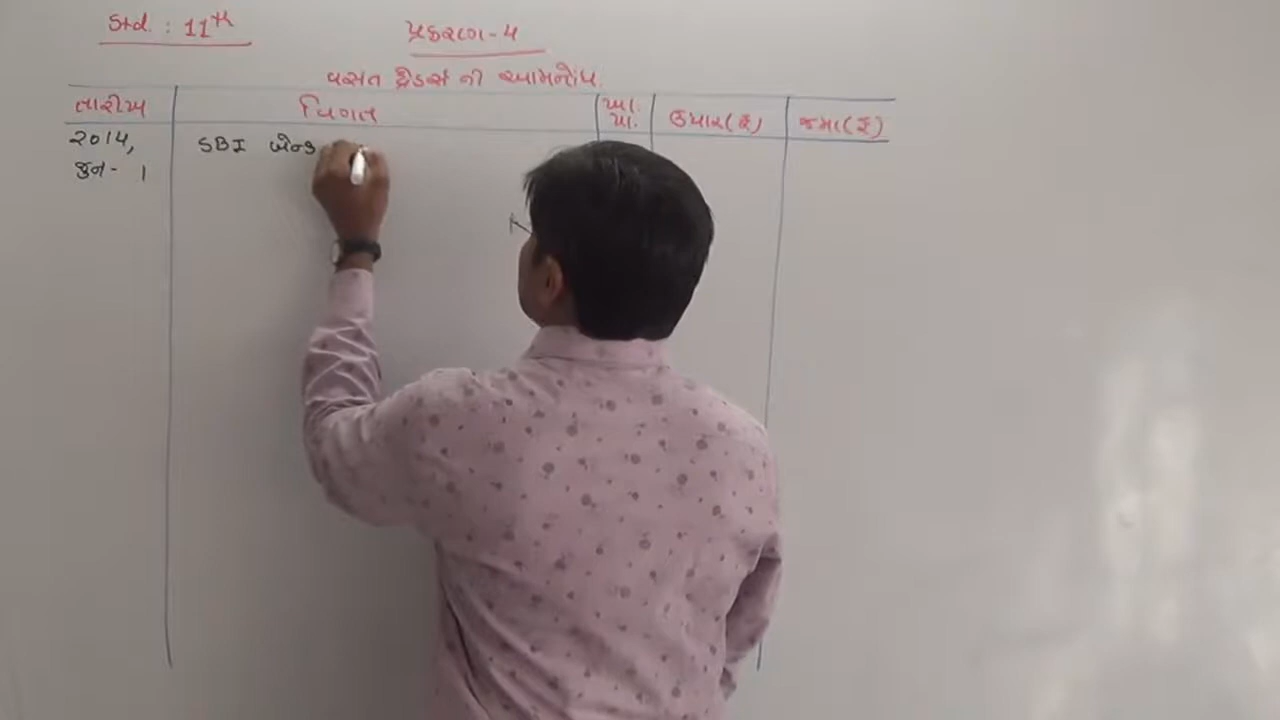 Std. : 11th
પ્રકરણ-4
વસંત ટ્રેડર્સ ની આમનોંધ.
તારીખ વિગત ખા. પા. ઉધાર(₹) જમા(₹)
2014, SBI બેન્ક
જુન- 1